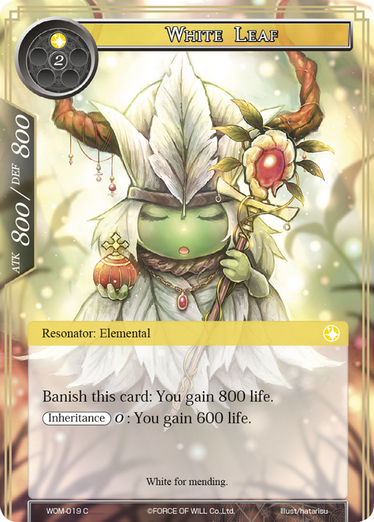 White Leaf
2
ATK 800 / DEF 800
Resonator: Elemental
Banish this card: You gain 800 life.
Inheritance 0: You gain 600 life.
White for mending.
WOM-019 C ©FORCE OF WILL Co.,Ltd. Illust/hatarisu